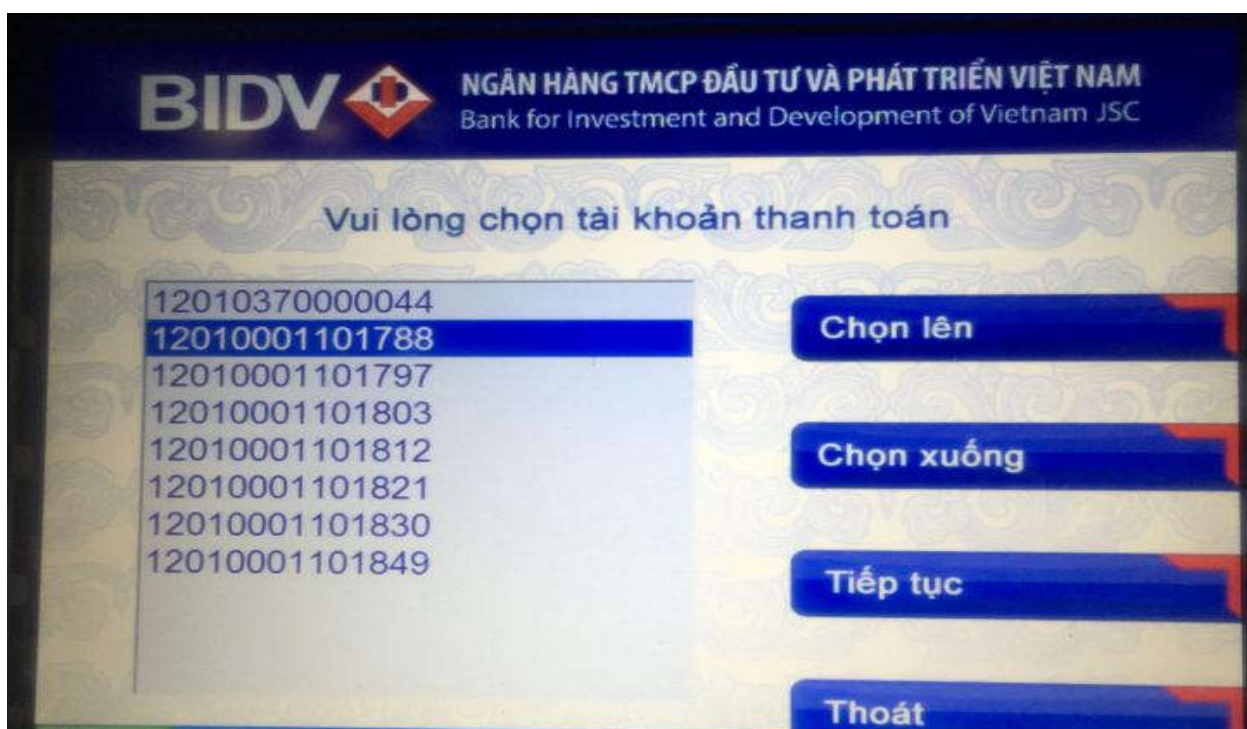 BIDV
NGÂN HÀNG TMCP ĐẦU TƯ VÀ PHÁT TRIỂN VIỆT NAM
Bank for Investment and Development of Vietnam JSC
Vui lòng chọn tài khoản thanh toán
12010370000044
12010001101788
12010001101797
12010001101803
12010001101812
12010001101821
12010001101830
12010001101849
Chọn lên
Chọn xuống
Tiếp tục
Thoát